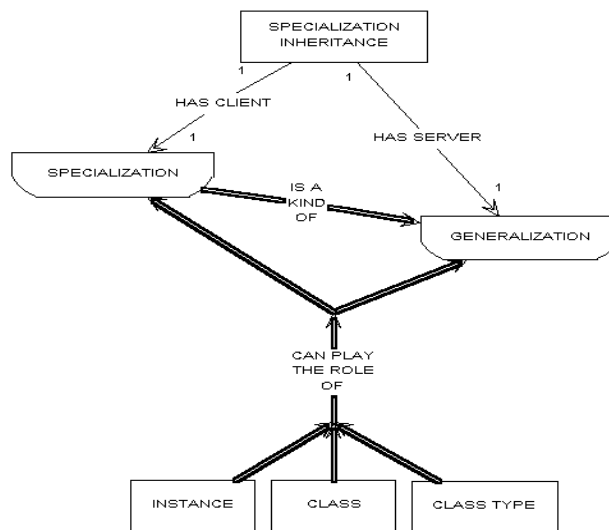 SPECIALIZATION
INHERITANCE
1
1
HAS CLIENT
HAS SERVER
1
SPECIALIZATION
IS A
KIND
OF
1
GENERALIZATION
CAN PLAY
THE ROLE
OF
INSTANCE
CLASS
CLASS TYPE